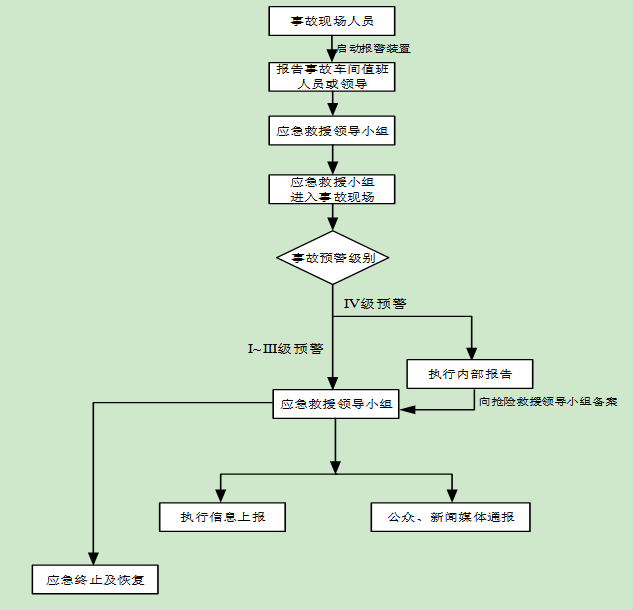 事故现场人员
启动报警装置
报告事故车间值班
人员或领导
应急救援领导小组
应急救援小组
进入事故现场
事故预警级别
IV级预警
I~III级预警
执行内部报告
应急救援领导小组
向抢险救援领导小组备案
执行信息上报
公众、新闻媒体通报
应急终止及恢复